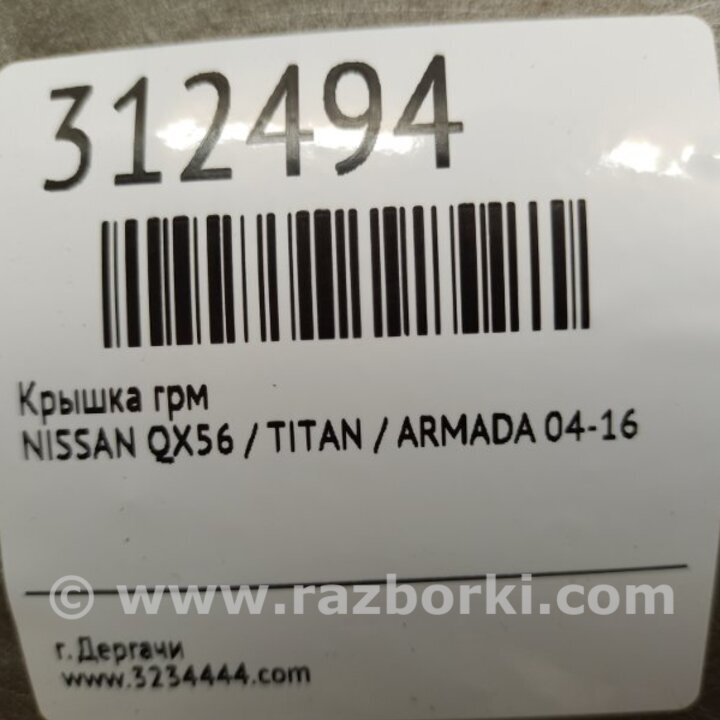 312494
Крышка грм
NISSAN QX56 / TITAN / ARMADA 04-16
© www.razborki.com
г. Дергачи
www.3234444.com